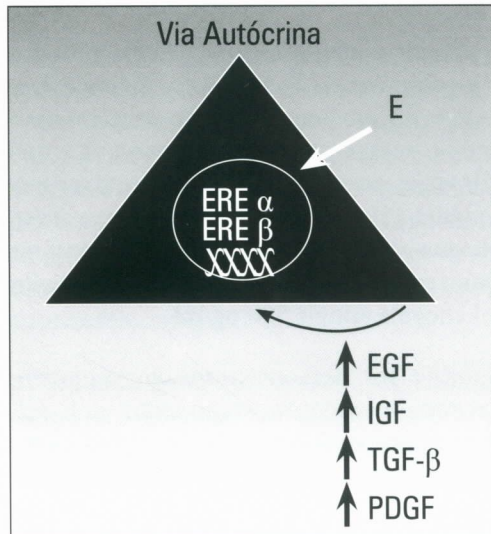 Via Autócrina
E
ERE α
ERE β
EGF
IGF
TGF-β
PDGF